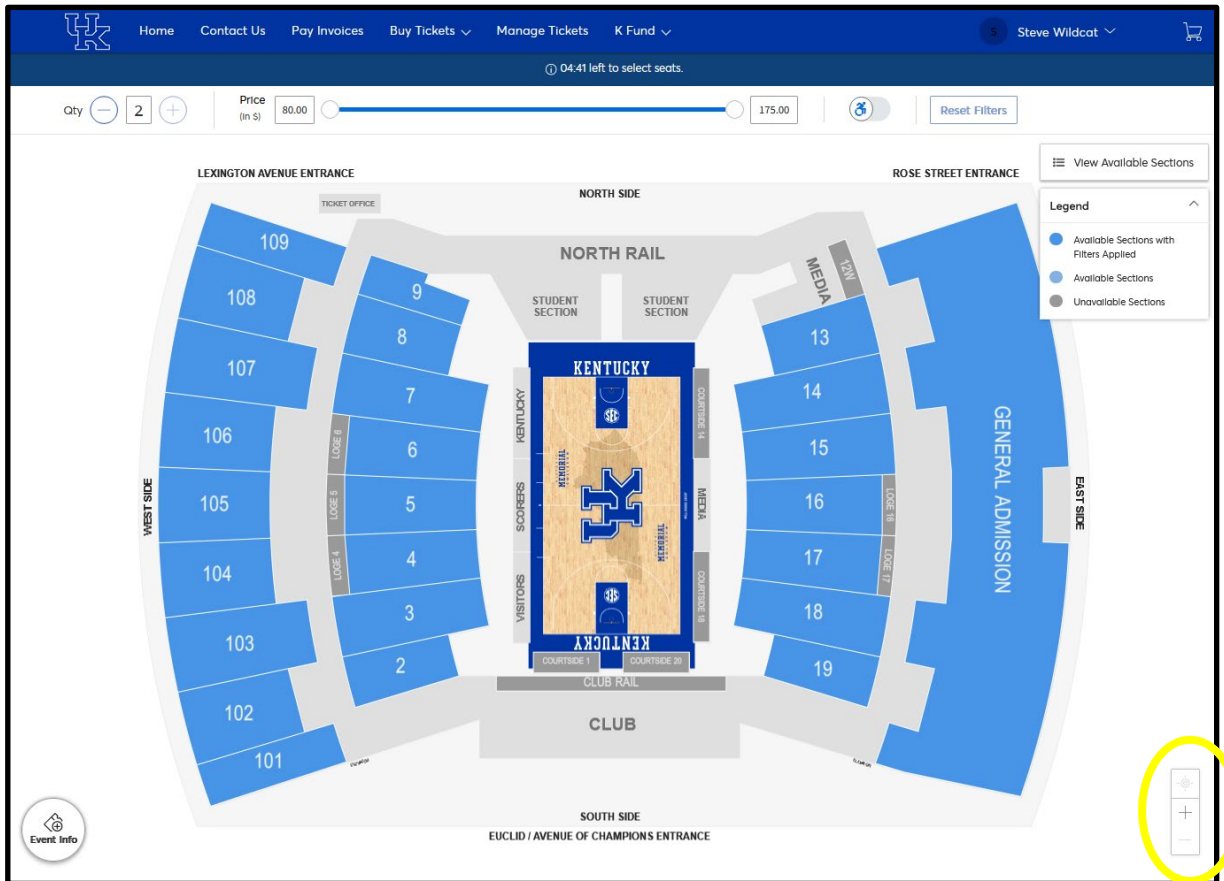 UK
Home
Contact Us
Pay Invoices
Buy Tickets
Manage Tickets
K Fund
S
Steve Wildcat
04:41 left to select seats.
Qty
2
Price
(in $)
80.00
175.00
Reset Filters
View Available Sections
Legend
Available Sections with
Filters Applied
Available Sections
Unavailable Sections
LEXINGTON AVENUE ENTRANCE
ROSE STREET ENTRANCE
NORTH SIDE
TICKET OFFICE
NORTH RAIL
STUDENT
SECTION
STUDENT
SECTION
MEDIA
12W
109
108
107
106
105
104
103
102
101
WEST SIDE
9
8
7
6
5
4
3
2
LOGE 6
LOGE 5
LOGE 4
KENTUCKY
SCORERS
VISITORS
KENTUCKY
SEC
MEMORIAL
UK
MEMORIAL
SEC
KENTUCKY
COURTSIDE 14
MEDIA
COURTSIDE 18
COURTSIDE 1
COURTSIDE 20
CLUB RAIL
CLUB
13
14
15
16
17
18
19
LOGE 16
LOGE 17
GENERAL ADMISSION
EAST SIDE
SOUTH SIDE
EUCLID / AVENUE OF CHAMPIONS ENTRANCE
Event Info